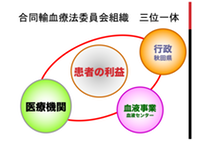 合同輸血療法委員会組織　三位一体
行政
秋田県
患者の利益
医療機関
血液事業
血液センター